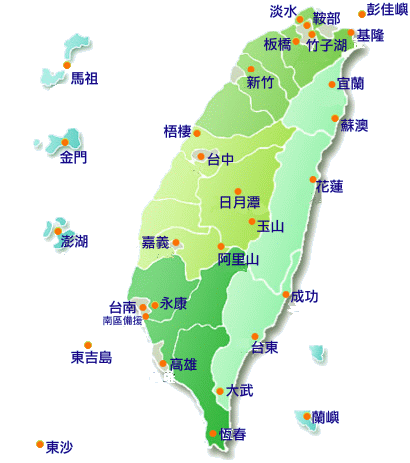 彭佳嶼
淡水
鞍部
基隆
板橋
竹子湖
馬祖
新竹
宜蘭
蘇澳
梧棲
金門
台中
花蓮
日月潭
玉山
澎湖
嘉義
阿里山
成功
台南
永康
南區備援
東吉島
台東
高雄
大武
蘭嶼
恆春
東沙